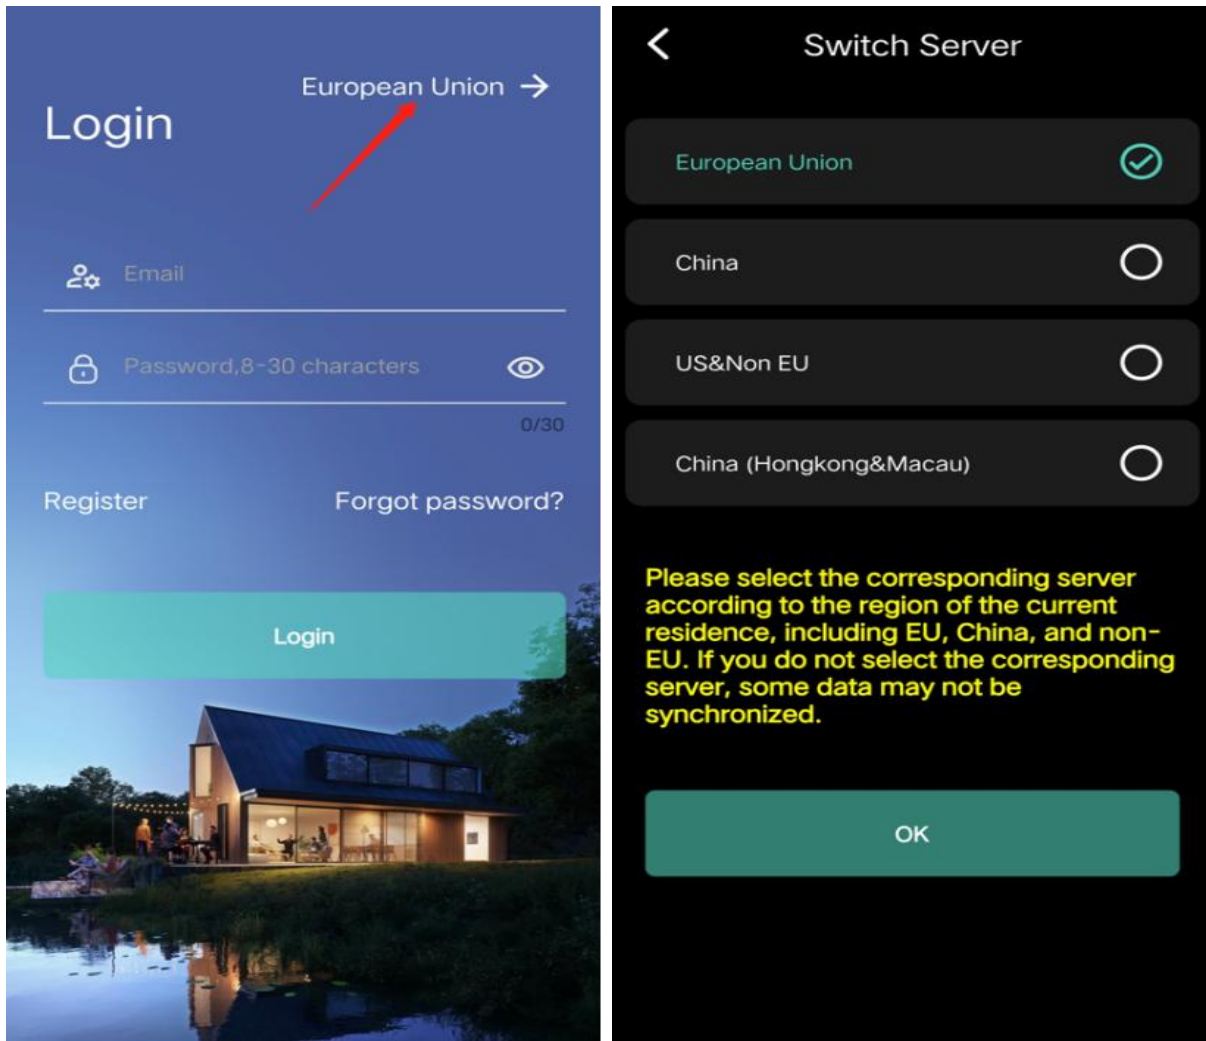 European Union
Login
Email
Password,8-30 characters
0/30
Register
Forgot password?
Login
Switch Server
European Union
China
US&Non EU
China (Hongkong&Macau)
Please select the corresponding server
according to the region of the current
residence, including EU, China, and non-
EU. If you do not select the corresponding
server, some data may not be
synchronized.
OK